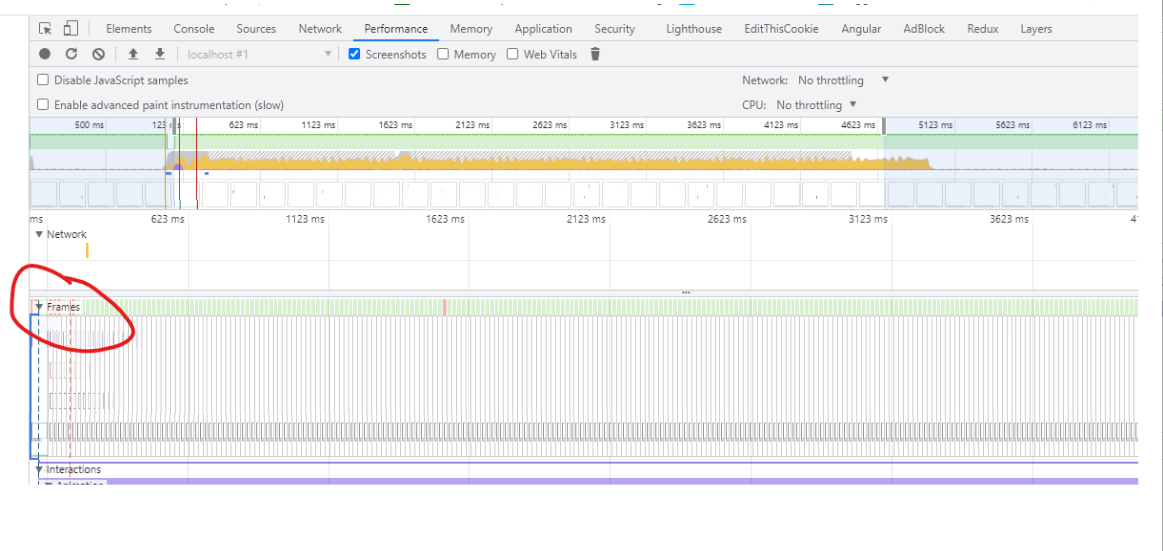 Elements Console Sources Network Performance Memory Application Security Lighthouse EditThisCookie Angular AdBlock Redux Layers
localhost #1 Screenshots Memory Web Vitals
Disable JavaScript samples Network: No throttling
Enable advanced paint instrumentation (slow) CPU: No throttling
500 ms 623 ms 1123 ms 1623 ms 2123 ms 2623 ms 3123 ms 3623 ms 4123 ms 4623 ms 5123 ms 5623 ms 6123 ms
ms 623 ms 1123 ms 1623 ms 2123 ms 2623 ms 3123 ms 3623 ms
Network
...
Frames
Interactions
Animation